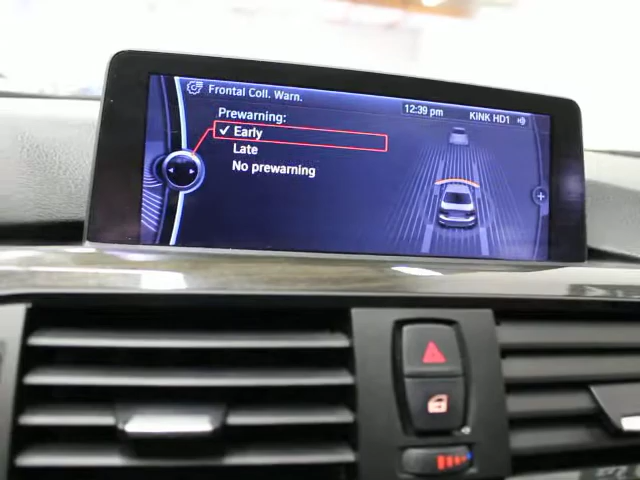 Frontal Coll. Warn.
12:39 pm
KINK HD1
Prewarning:
✓ Early
Late
No prewarning